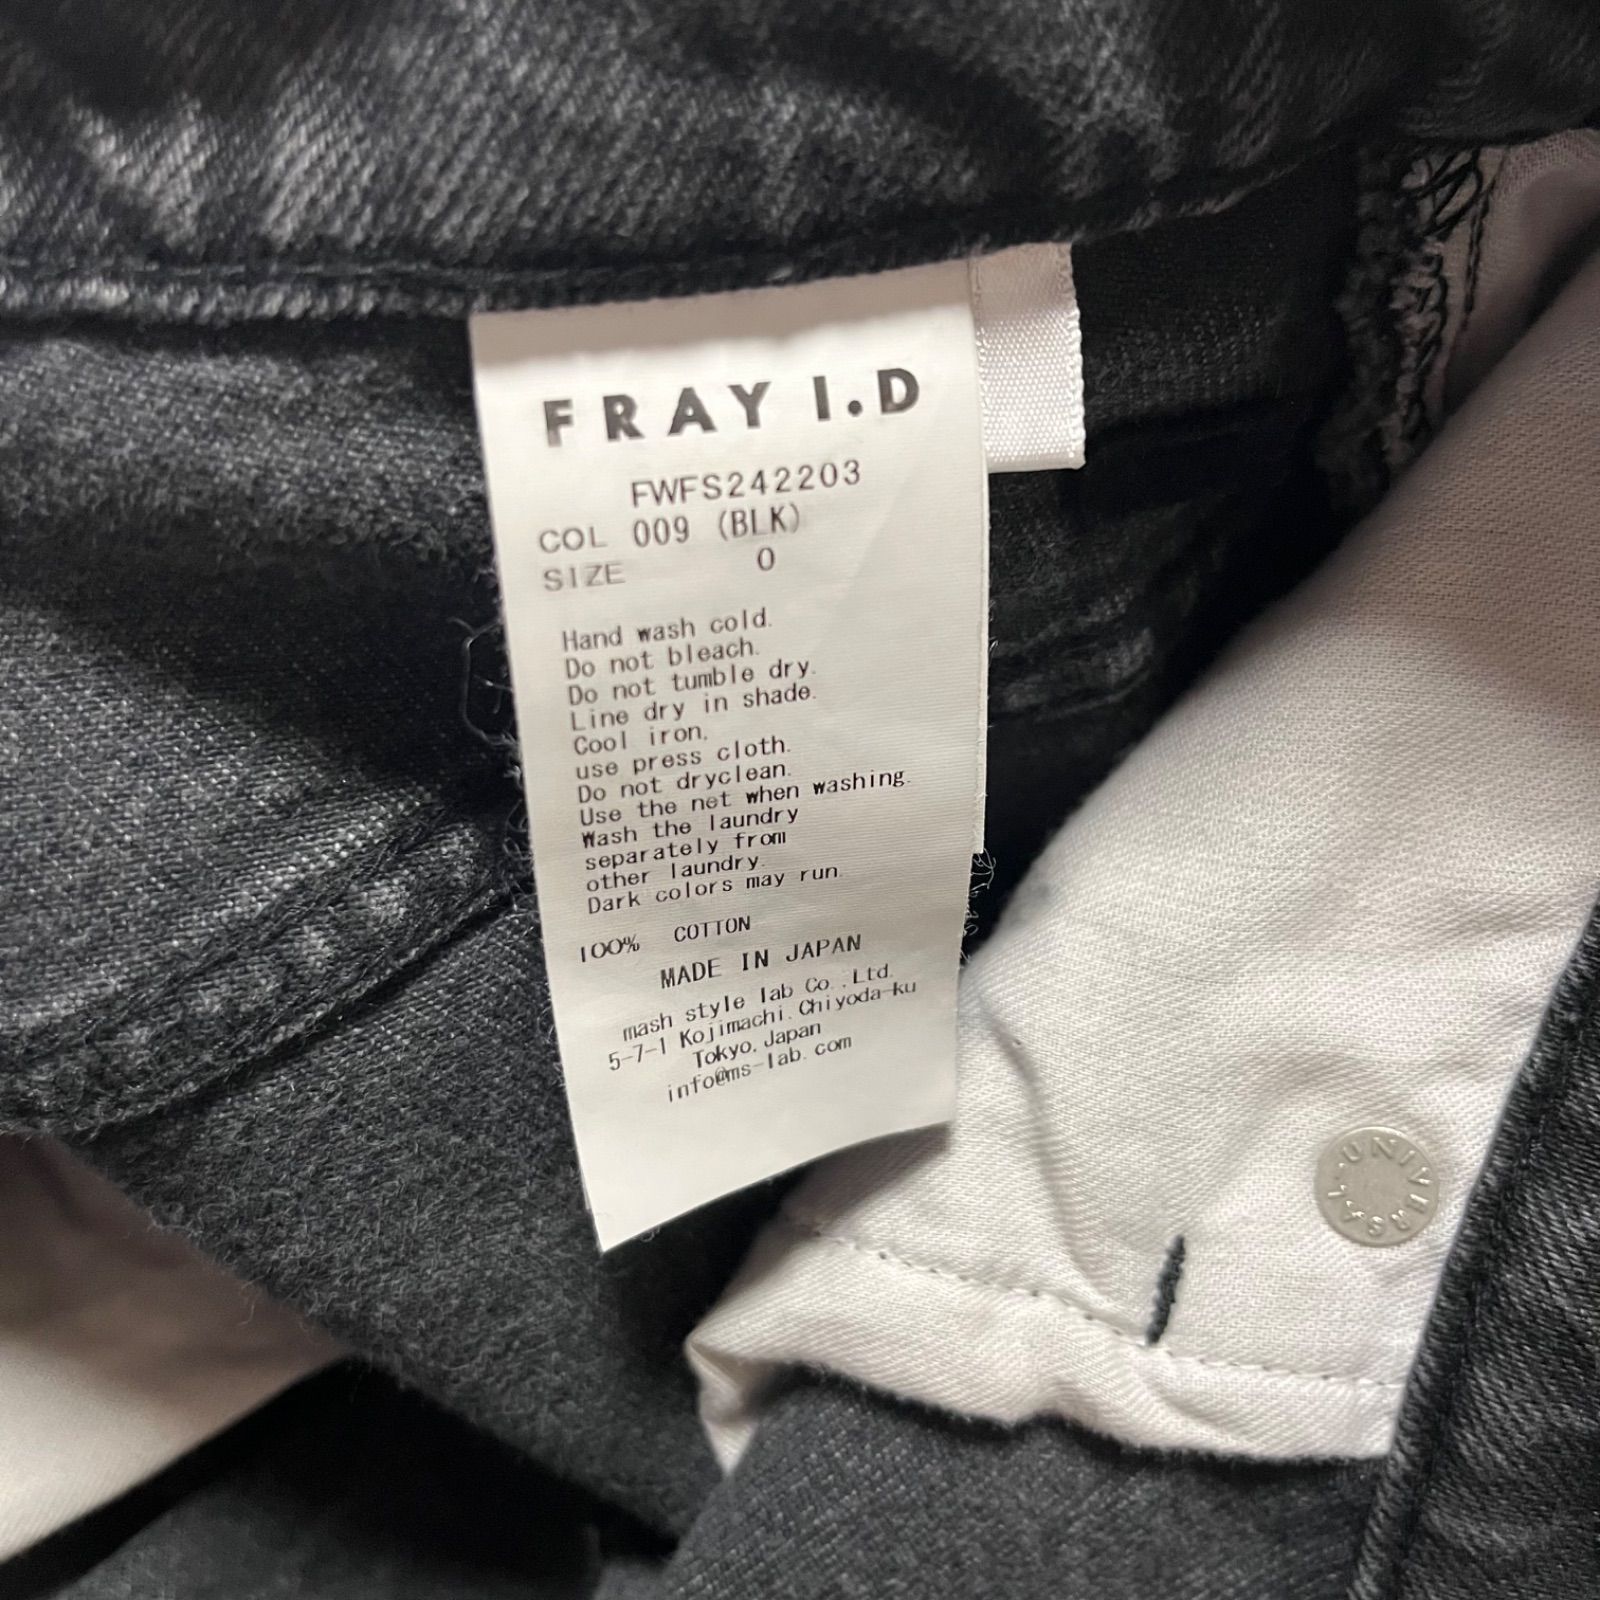 FRAY I.D
FWFS242203
COL 009 (BLK)
SIZE 0
Hand wash cold.
Do not bleach.
Do not tumble dry.
Line dry in shade.
Cool iron,
use press cloth.
Do not dryclean.
Use the net when washing.
Wash the laundry
separately from
other laundry.
Dark colors may run.
100% COTTON
MADE IN JAPAN
mash style lab Co.,Ltd.
5-7-1 Kojimachi.Chiyoda-ku
Tokyo.Japan
info@ms-lab.com
UNIVERSAL